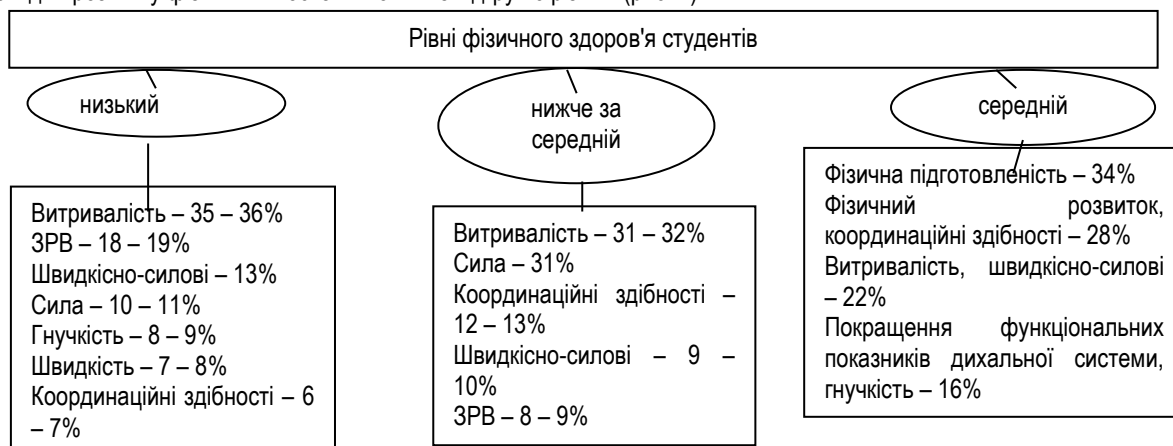 Рівні фізичного здоров'я студентів
низький
нижче за
середній
середній
Витривалість – 35 – 36%
ЗРВ – 18 – 19%
Швидкісно-силові – 13%
Сила – 10 – 11%
Гнучкість – 8 – 9%
Швидкість – 7 – 8%
Координаційні здібності – 6
– 7%
Витривалість – 31 – 32%
Сила – 31%
Координаційні здібності –
12 – 13%
Швидкісно-силові – 9 –
10%
ЗРВ – 8 – 9%
Фізична підготовленість – 34%
Фізичний розвиток,
координаційні здібності – 28%
Витривалість, швидкісно-силові
– 22%
Покращення функціональних
показників дихальної системи,
гнучкість – 16%